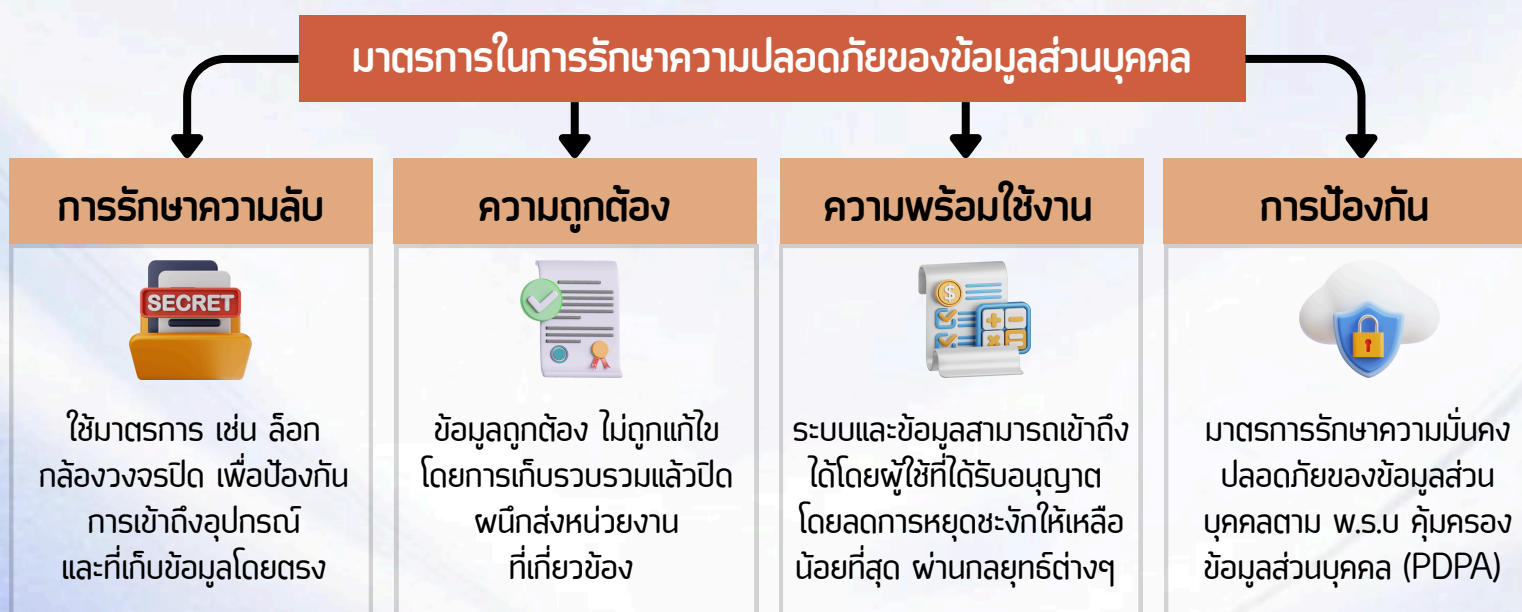 มาตรการในการรักษาความปลอดภัยของข้อมูลส่วนบุคคล
การรักษาความลับ
SECRET
ใช้มาตรการ เช่น ล็อก
กล้องวงจรปิด เพื่อป้องกัน
การเข้าถึงอุปกรณ์
และที่เก็บข้อมูลโดยตรง
ความถูกต้อง
ข้อมูลถูกต้อง ไม่ถูกแก้ไข
โดยการเก็บรวบรวมแล้วปิด
ผนึกส่งหน่วยงาน
ที่เกี่ยวข้อง
ความพร้อมใช้งาน
$
ระบบและข้อมูลสามารถเข้าถึง
ได้โดยผู้ใช้ที่ได้รับอนุญาต
โดยลดการหยุดชะงักให้เหลือ
น้อยที่สุด ผ่านกลยุทธ์ต่างๆ
การป้องกัน
มาตรการรักษาความมั่นคง
ปลอดภัยของข้อมูลส่วน
บุคคลตาม พ.ร.บ คุ้มครอง
ข้อมูลส่วนบุคคล (PDPA)